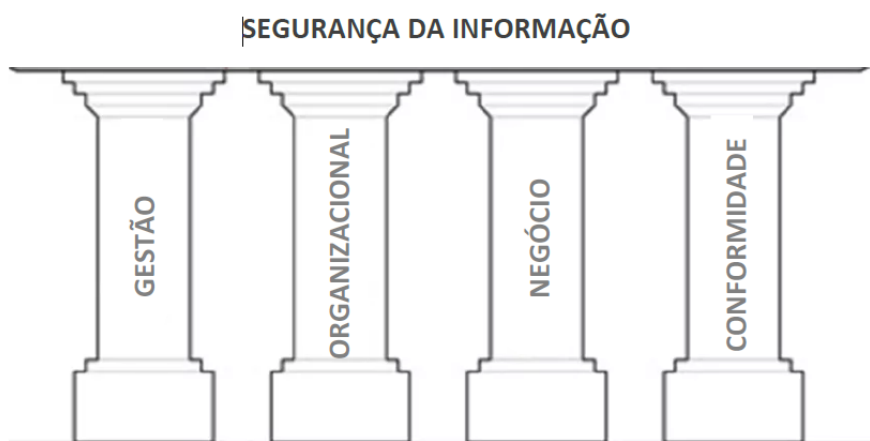 SEGURANÇA DA INFORMAÇÃO
GESTÃO
ORGANIZACIONAL
NEGÓCIO
CONFORMIDADE